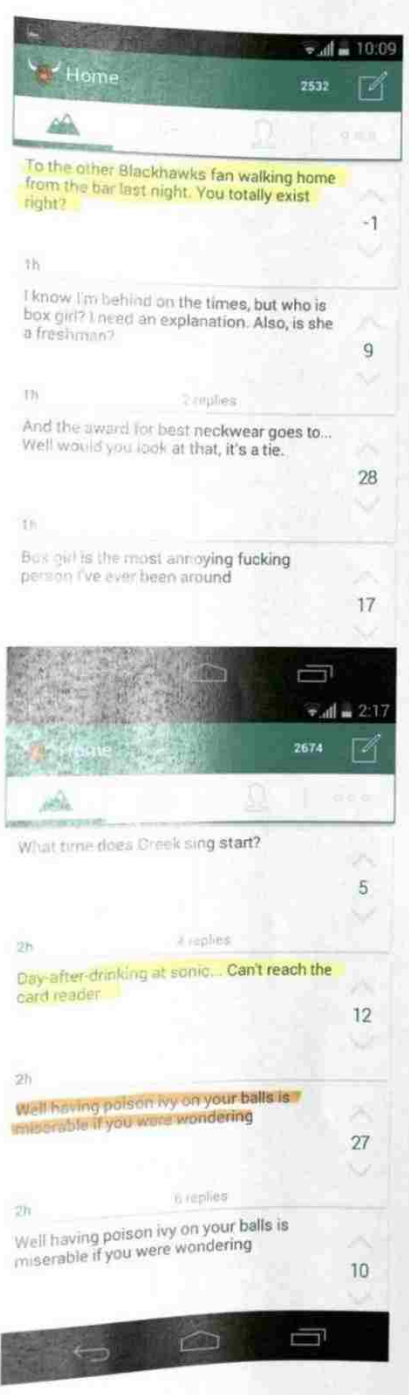 10:09
Home
2532
To the other Blackhawks fan walking home
from the bar last night. You totally exist
right?
-1
1h
I know I'm behind on the times, but who is
box girl? I need an explanation. Also, is she
a freshman?
9
1h
2 replies
And the award for best neckwear goes to...
Well would you look at that, it's a tie.
28
1h
Box girl is the most annoying fucking
person I've ever been around
17
2:17
Home
2674
What time does Greek sing start?
5
2h
4 replies
Day-after-drinking at sonic... Can't reach the
card reader
12
2h
Well having poison ivy on your balls is
miserable if you were wondering
27
2h
6 replies
Well having poison ivy on your balls is
miserable if you were wondering
10